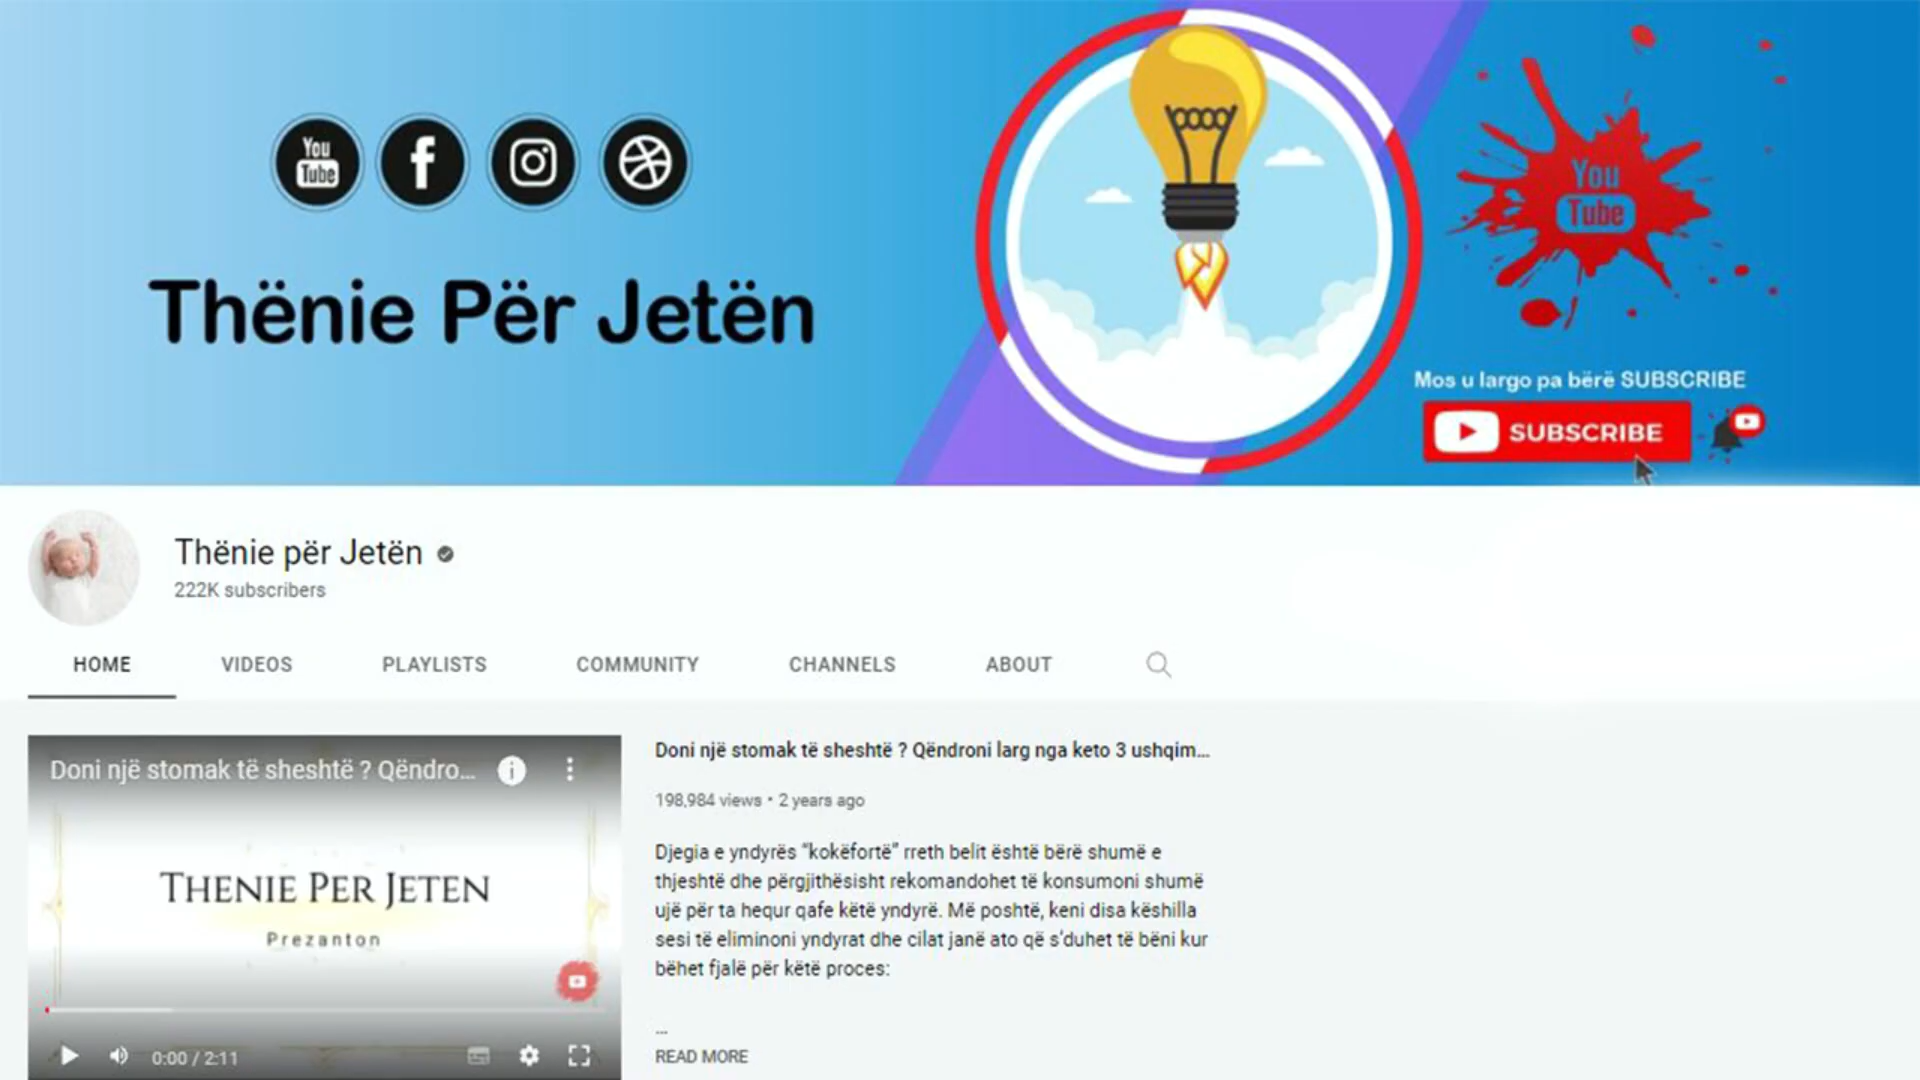 You
Tube
f
Thënie Për Jetën
You
Tube
Mos u largo pa bërë SUBSCRIBE
SUBSCRIBE
Thënie për Jetën
222K subscribers
HOME VIDEOS PLAYLISTS COMMUNITY CHANNELS ABOUT
Doni një stomak të sheshtë ? Qëndro...
THENIE PER JETEN
Prezanton
0:00 / 2:11
Doni një stomak të sheshtë ? Qëndroni larg nga keto 3 ushqim...
198,984 views • 2 years ago
Djegia e yndyrës “kokëfortë” rreth belit është bërë shumë e
thjeshtë dhe përgjithësisht rekomandohet të konsumoni shumë
ujë për ta hequr qafe këtë yndyrë. Më poshtë, keni disa këshilla
sesi të eliminoni yndyrat dhe cilat janë ato që s’duhet të bëni kur
bëhet fjalë për këtë proces:
...
READ MORE